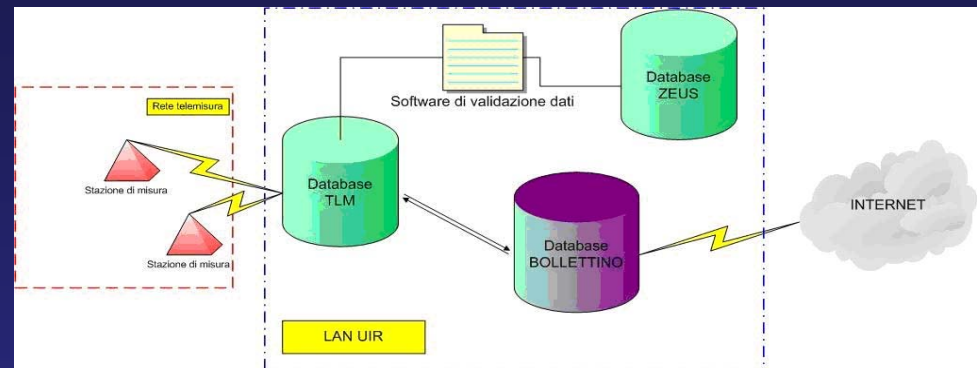 Rete telemisura
Stazione di misura
Stazione di misura
Database
TLM
Software di validazione dati
Database
ZEUS
Database
BOLLETTINO
INTERNET
LAN UIR